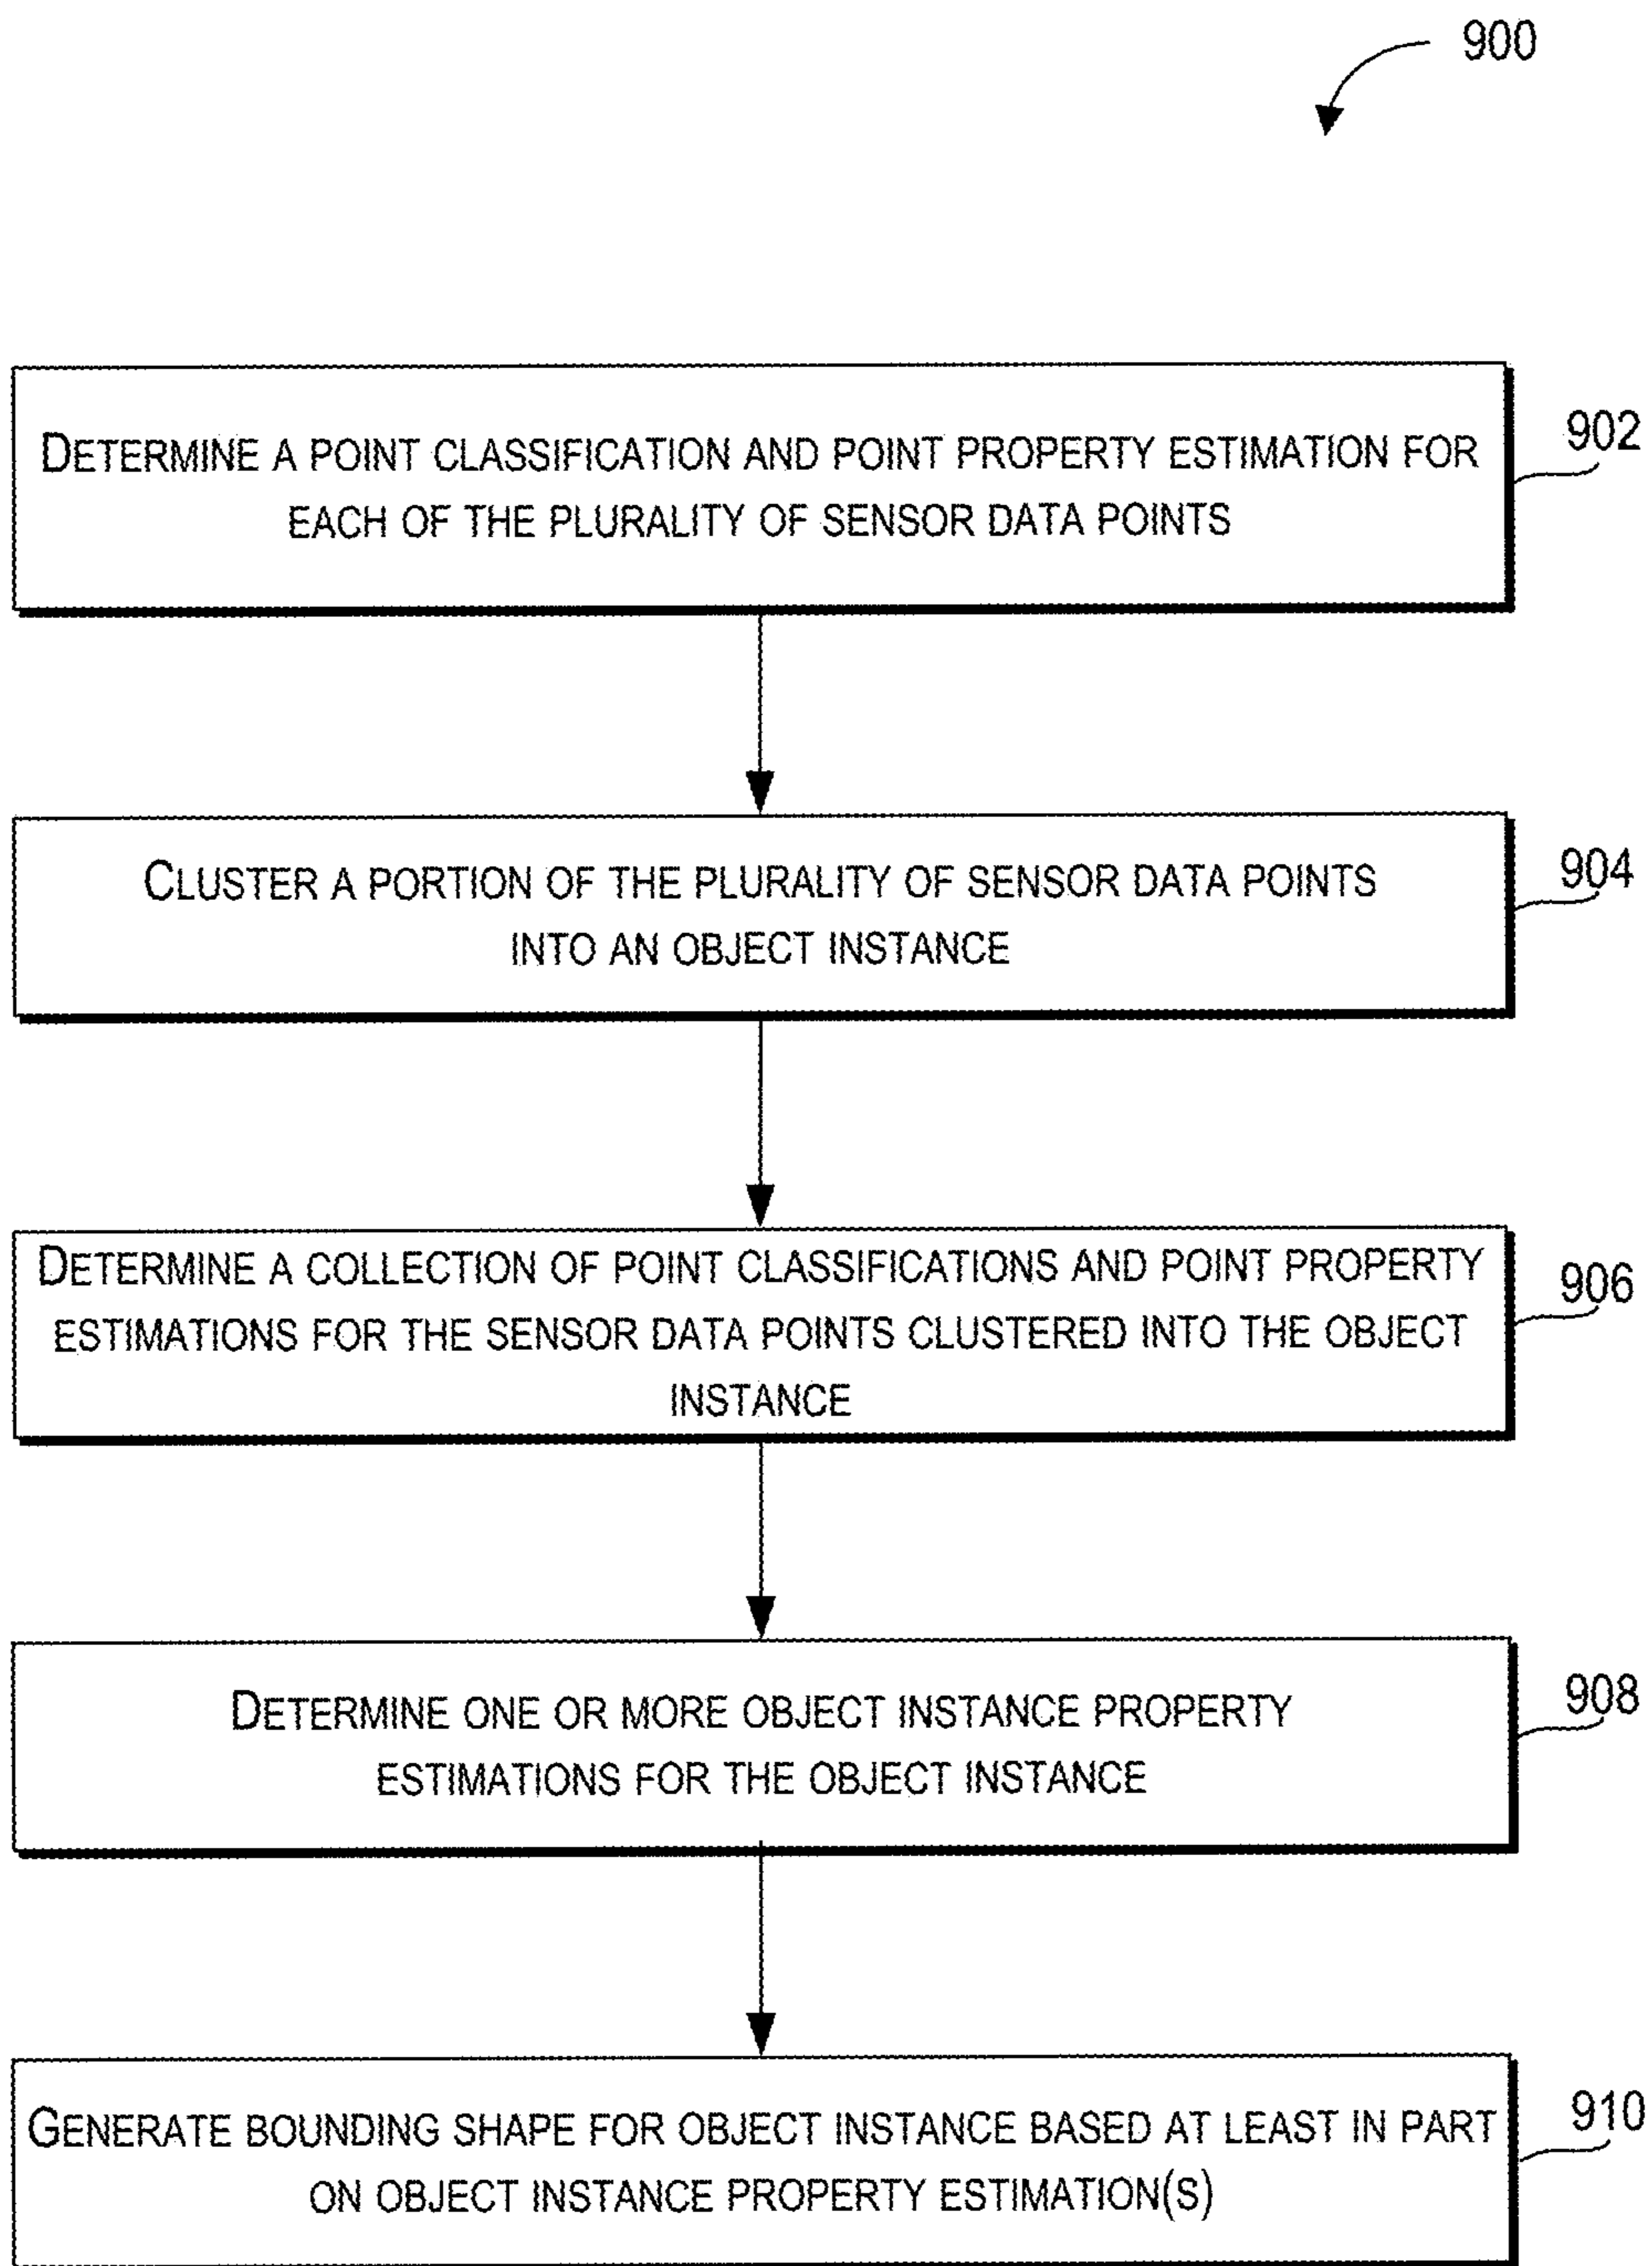 900
DETERMINE A POINT CLASSIFICATION AND POINT PROPERTY ESTIMATION FOR
EACH OF THE PLURALITY OF SENSOR DATA POINTS
902
CLUSTER A PORTION OF THE PLURALITY OF SENSOR DATA POINTS
INTO AN OBJECT INSTANCE
904
DETERMINE A COLLECTION OF POINT CLASSIFICATIONS AND POINT PROPERTY
ESTIMATIONS FOR THE SENSOR DATA POINTS CLUSTERED INTO THE OBJECT
INSTANCE
906
DETERMINE ONE OR MORE OBJECT INSTANCE PROPERTY
ESTIMATIONS FOR THE OBJECT INSTANCE
908
GENERATE BOUNDING SHAPE FOR OBJECT INSTANCE BASED AT LEAST IN PART
ON OBJECT INSTANCE PROPERTY ESTIMATION(S)
910